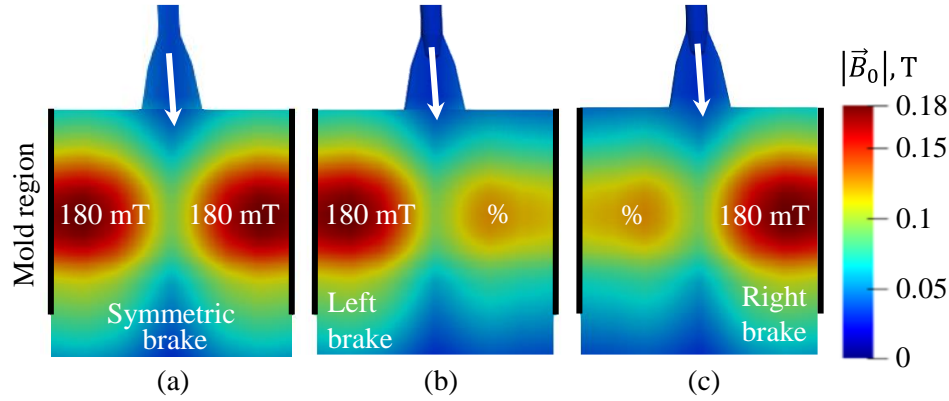 |B⃗₀|, T
0.18
0.15
0.1
0.05
0
Mold region
180 mT
180 mT
Symmetric
brake
(a)
180 mT
%
Left
brake
(b)
%
180 mT
Right
brake
(c)